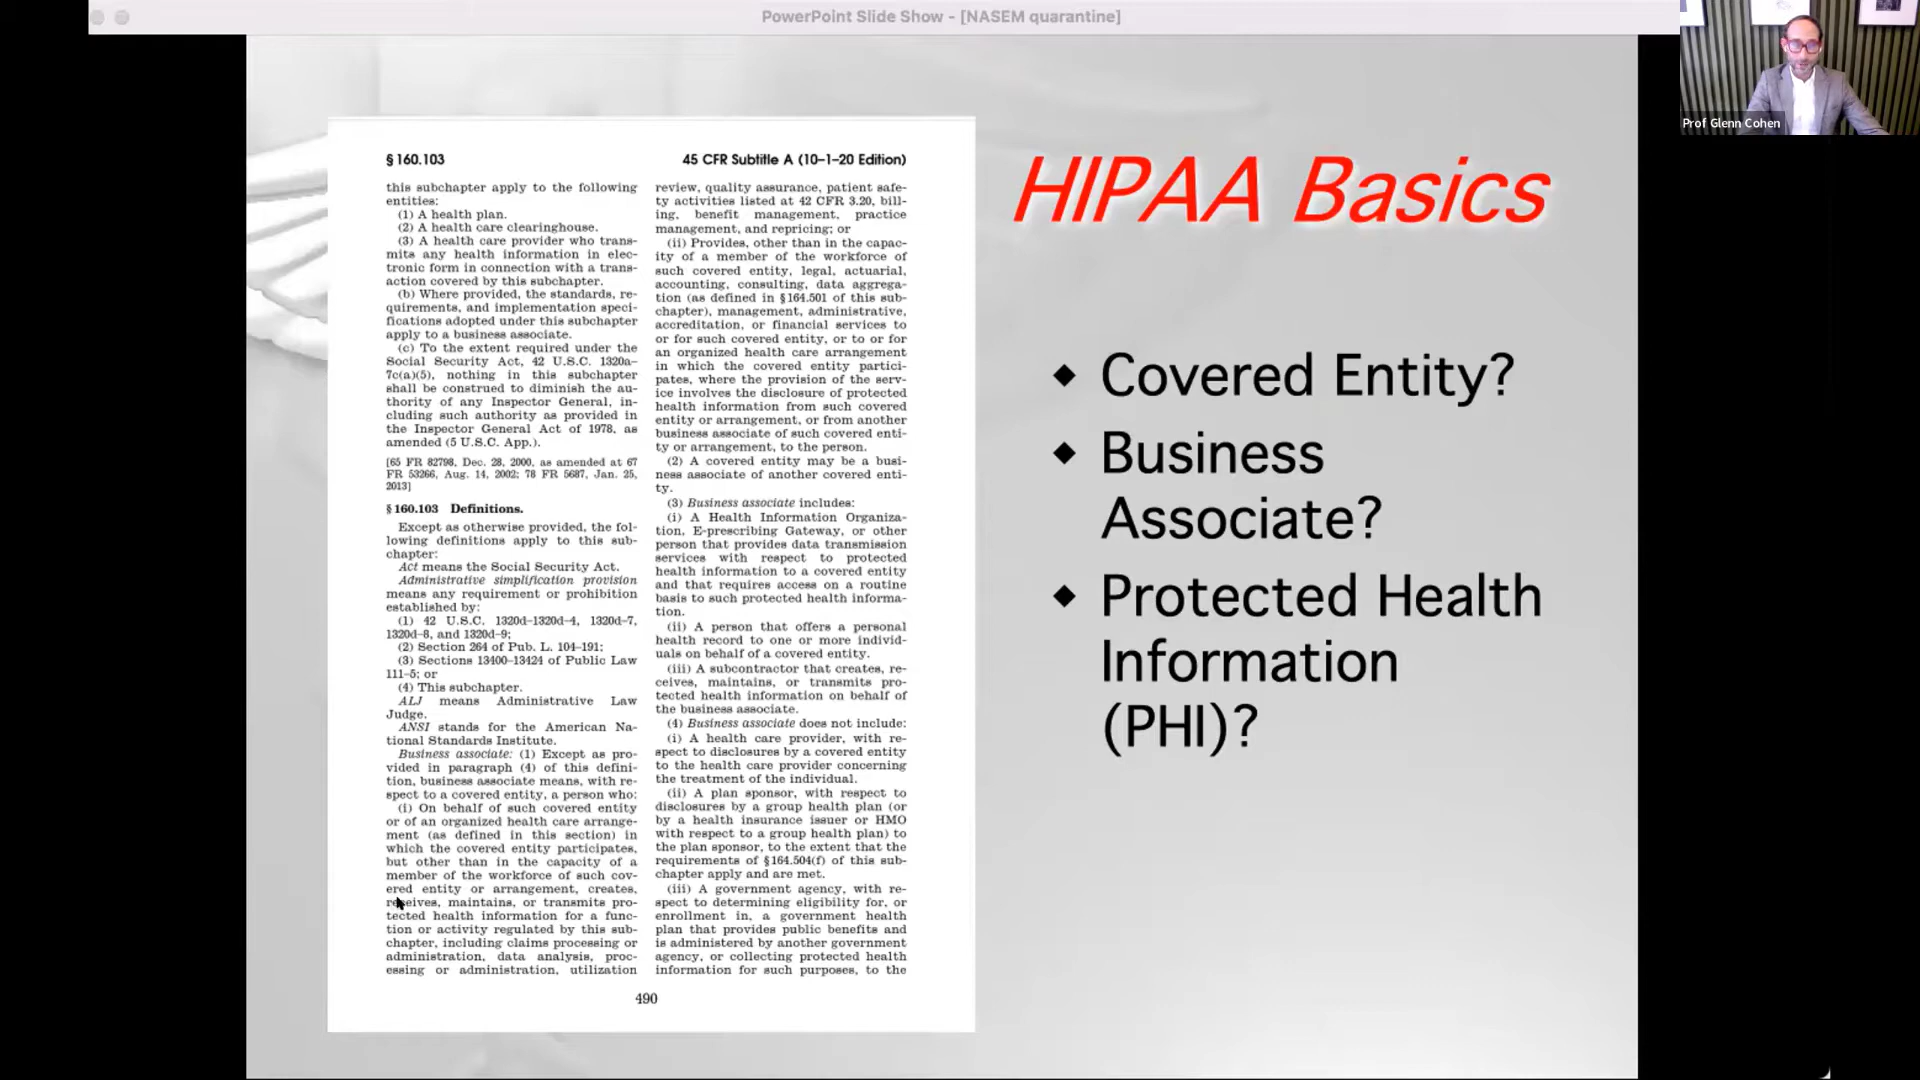 PowerPoint Slide Show - [NASEM quarantine]
Prof Glenn Cohen
§ 160.103
45 CFR Subtitle A (10–1–20 Edition)
this subchapter apply to the following
entities:
(1) A health plan.
(2) A health care clearinghouse.
(3) A health care provider who trans-
mits any health information in elec-
tronic form in connection with a trans-
action covered by this subchapter.
(b) Where provided, the standards, re-
quirements, and implementation speci-
fications adopted under this subchapter
apply to a business associate.
(c) To the extent required under the
Social Security Act, 42 U.S.C. 1320a–
7c(a)(5), nothing in this subchapter
shall be construed to diminish the au-
thority of any Inspector General, in-
cluding such authority as provided in
the Inspector General Act of 1978, as
amended (5 U.S.C. App.).
[65 FR 82798, Dec. 28, 2000, as amended at 67
FR 53266, Aug. 14, 2002; 78 FR 5687, Jan. 25,
2013]
§ 160.103 Definitions.
Except as otherwise provided, the fol-
lowing definitions apply to this sub-
chapter:
Act means the Social Security Act.
Administrative simplification provision
means any requirement or prohibition
established by:
(1) 42 U.S.C. 1320d–1320d–4, 1320d–7,
1320d–8, and 1320d–9;
(2) Section 264 of Pub. L. 104–191;
(3) Sections 13400–13424 of Public Law
111–5; or
(4) This subchapter.
ALJ means Administrative Law
Judge.
ANSI stands for the American Na-
tional Standards Institute.
Business associate: (1) Except as pro-
vided in paragraph (4) of this defini-
tion, business associate means, with re-
spect to a covered entity, a person who:
(i) On behalf of such covered entity
or of an organized health care arrange-
ment (as defined in this section) in
which the covered entity participates,
but other than in the capacity of a
member of the workforce of such cov-
ered entity or arrangement, creates,
receives, maintains, or transmits pro-
tected health information for a func-
tion or activity regulated by this sub-
chapter, including claims processing or
administration, data analysis, proc-
essing or administration, utilization
review, quality assurance, patient safe-
ty activities listed at 42 CFR 3.20, bill-
ing, benefit management, practice
management, and repricing; or
(ii) Provides, other than in the capac-
ity of a member of the workforce of
such covered entity, legal, actuarial,
accounting, consulting, data aggrega-
tion (as defined in § 164.501 of this sub-
chapter), management, administrative,
accreditation, or financial services to
or for such covered entity, or to or for
an organized health care arrangement
in which the covered entity partici-
pates, where the provision of the serv-
ice involves the disclosure of protected
health information from such covered
entity or arrangement, or from another
business associate of such covered enti-
ty or arrangement, to the person.
(2) A covered entity may be a busi-
ness associate of another covered enti-
ty.
(3) Business associate includes:
(i) A Health Information Organiza-
tion, E-prescribing Gateway, or other
person that provides data transmission
services with respect to protected
health information to a covered entity
and that requires access on a routine
basis to such protected health informa-
tion.
(ii) A person that offers a personal
health record to one or more individ-
uals on behalf of a covered entity.
(iii) A subcontractor that creates, re-
ceives, maintains, or transmits pro-
tected health information on behalf of
the business associate.
(4) Business associate does not include:
(i) A health care provider, with re-
spect to disclosures by a covered entity
to the health care provider concerning
the treatment of the individual.
(ii) A plan sponsor, with respect to
disclosures by a group health plan (or
by a health insurance issuer or HMO
with respect to a group health plan) to
the plan sponsor, to the extent that the
requirements of § 164.504(f) of this sub-
chapter apply and are met.
(iii) A government agency, with re-
spect to determining eligibility for, or
enrollment in, a government health
plan that provides public benefits and
is administered by another government
agency, or collecting protected health
information for such purposes, to the
490
HIPAA Basics
◆ Covered Entity?
◆ Business
Associate?
◆ Protected Health
Information
(PHI)?